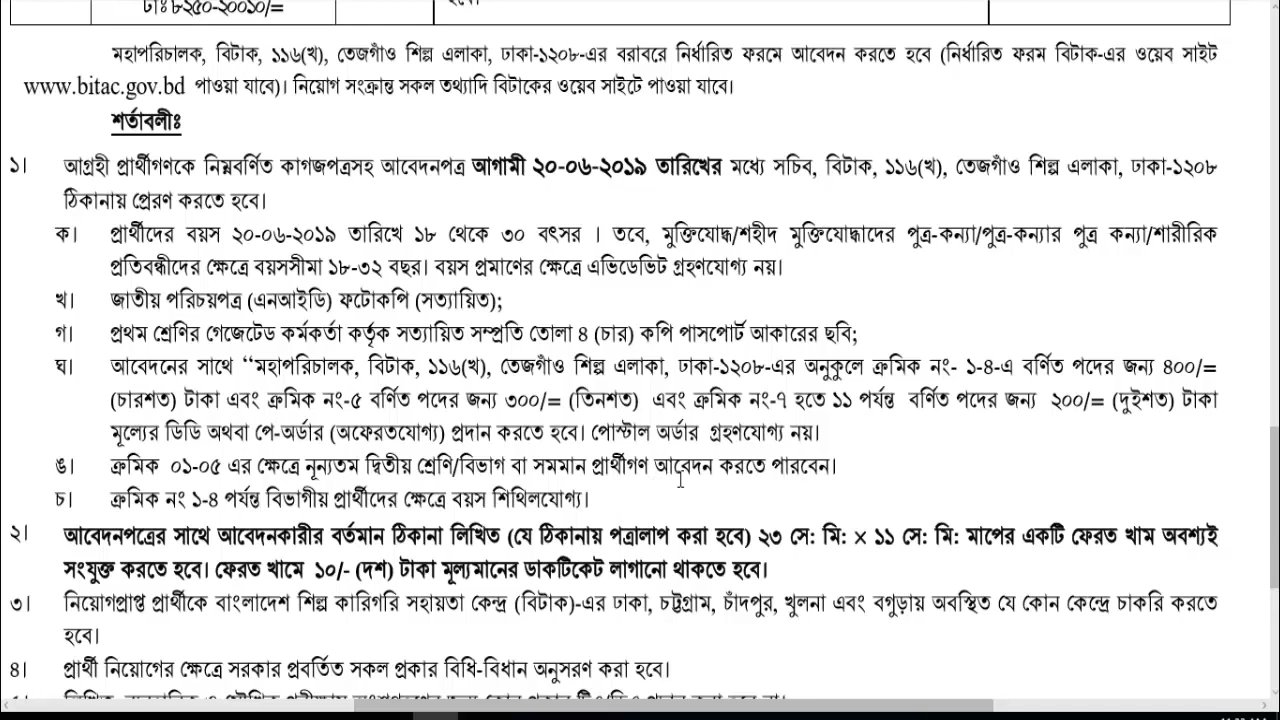 টাঃ ৮২৫০-২০০১০/=
হবে।
মহাপরিচালক, বিটাক, ১১৬(খ), তেজগাঁও শিল্প এলাকা, ঢাকা-১২০৮-এর বরাবরে নির্ধারিত ফরমে আবেদন করতে হবে (নির্ধারিত ফরম বিটাক-এর ওয়েব সাইট
www.bitac.gov.bd পাওয়া যাবে)। নিয়োগ সংক্রান্ত সকল তথ্যাদি বিটাকের ওয়েব সাইটে পাওয়া যাবে।
শর্তাবলীঃ
১। আগ্রহী প্রার্থীগণকে নিম্নবর্ণিত কাগজপত্রসহ আবেদনপত্র আগামী ২০-০৬-২০১৯ তারিখের মধ্যে সচিব, বিটাক, ১১৬(খ), তেজগাঁও শিল্প এলাকা, ঢাকা-১২০৮
ঠিকানায় প্রেরণ করতে হবে।
ক। প্রার্থীদের বয়স ২০-০৬-২০১৯ তারিখে ১৮ থেকে ৩০ বৎসর । তবে, মুক্তিযোদ্ধ/শহীদ মুক্তিযোদ্ধাদের পুত্র-কন্যা/পুত্র-কন্যার পুত্র কন্যা/শারীরিক
প্রতিবন্ধীদের ক্ষেত্রে বয়সসীমা ১৮-৩২ বছর। বয়স প্রমাণের ক্ষেত্রে এভিডেভিট গ্রহণযোগ্য নয়।
খ। জাতীয় পরিচয়পত্র (এনআইডি) ফটোকপি (সত্যায়িত);
গ। প্রথম শ্রেণির গেজেটেড কর্মকর্তা কর্তৃক সত্যায়িত সম্প্রতি তোলা ৪ (চার) কপি পাসপোর্ট আকারের ছবি;
ঘ। আবেদনের সাথে “মহাপরিচালক, বিটাক, ১১৬(খ), তেজগাঁও শিল্প এলাকা, ঢাকা-১২০৮-এর অনুকুলে ক্রমিক নং- ১-৪-এ বর্ণিত পদের জন্য ৪০০/=
(চারশত) টাকা এবং ক্রমিক নং-৫ বর্ণিত পদের জন্য ৩০০/= (তিনশত) এবং ক্রমিক নং-৭ হতে ১১ পর্যন্ত বর্ণিত পদের জন্য ২০০/= (দুইশত) টাকা
মূল্যের ডিডি অথবা পে-অর্ডার (অফেরতযোগ্য) প্রদান করতে হবে। পোস্টাল অর্ডার গ্রহণযোগ্য নয়।
ঙ। ক্রমিক ০১-০৫ এর ক্ষেত্রে নূন্যতম দ্বিতীয় শ্রেণি/বিভাগ বা সমমান প্রার্থীগণ আবেদন করতে পারবেন।
চ। ক্রমিক নং ১-৪ পর্যন্ত বিভাগীয় প্রার্থীদের ক্ষেত্রে বয়স শিথিলযোগ্য।
২। আবেদনপত্রের সাথে আবেদনকারীর বর্তমান ঠিকানা লিখিত (যে ঠিকানায় পত্রালাপ করা হবে) ২৩ সে: মি: × ১১ সে: মি: মাপের একটি ফেরত খাম অবশ্যই
সংযুক্ত করতে হবে। ফেরত খামে ১০/- (দশ) টাকা মূল্যমানের ডাকটিকেট লাগানো থাকতে হবে।
৩। নিয়োগপ্রাপ্ত প্রার্থীকে বাংলাদেশ শিল্প কারিগরি সহায়তা কেন্দ্র (বিটাক)-এর ঢাকা, চট্টগ্রাম, চাঁদপুর, খুলনা এবং বগুড়ায় অবস্থিত যে কোন কেন্দ্রে চাকরি করতে
হবে।
৪। প্রার্থী নিয়োগের ক্ষেত্রে সরকার প্রবর্তিত সকল প্রকার বিধি-বিধান অনুসরণ করা হবে।